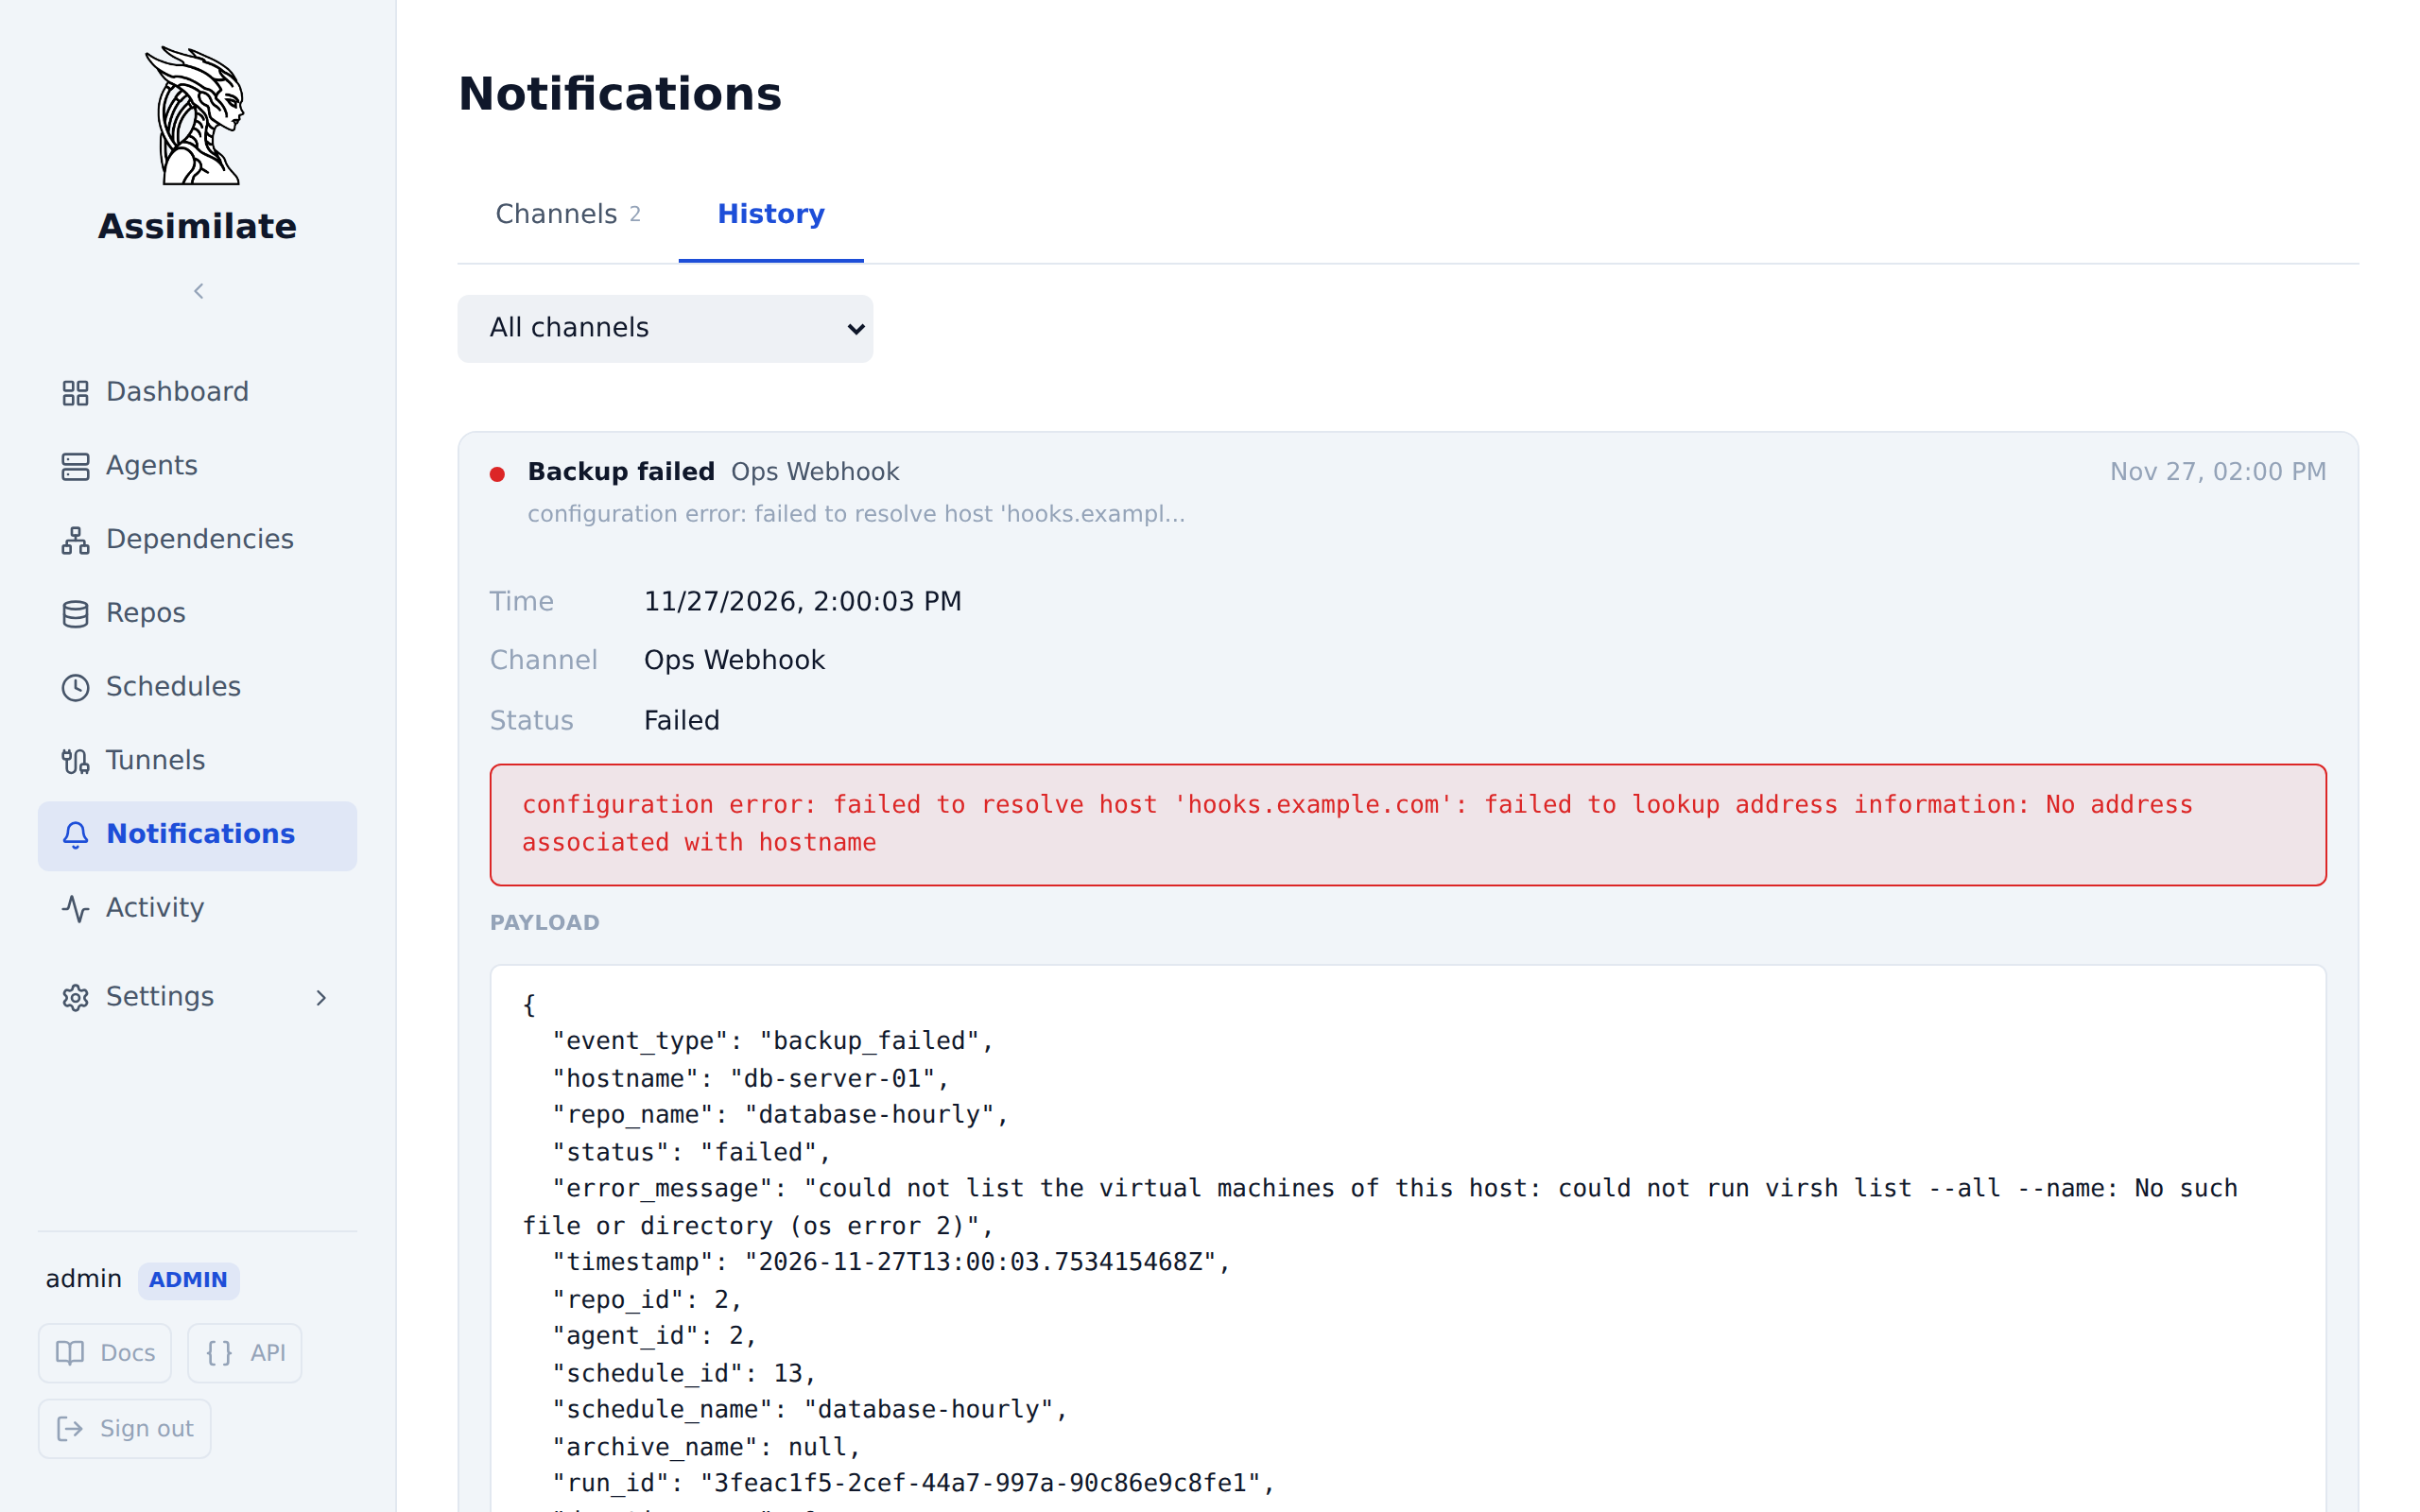 Assimilate
Dashboard
Agents
Dependencies
Repos
Schedules
Tunnels
Notifications
Activity
Settings
admin ADMIN
Docs API
Sign out
Notifications
Channels 2 History
All channels
Backup failed Ops Webhook Nov 27, 02:00 PM
configuration error: failed to resolve host 'hooks.exampl...
Time 11/27/2026, 2:00:03 PM
Channel Ops Webhook
Status Failed
configuration error: failed to resolve host 'hooks.example.com': failed to lookup address information: No address
associated with hostname
PAYLOAD
{
"event_type": "backup_failed",
"hostname": "db-server-01",
"repo_name": "database-hourly",
"status": "failed",
"error_message": "could not list the virtual machines of this host: could not run virsh list --all --name: No such
file or directory (os error 2)",
"timestamp": "2026-11-27T13:00:03.753415468Z",
"repo_id": 2,
"agent_id": 2,
"schedule_id": 13,
"schedule_name": "database-hourly",
"archive_name": null,
"run_id": "3feac1f5-2cef-44a7-997a-90c86e9c8fe1",